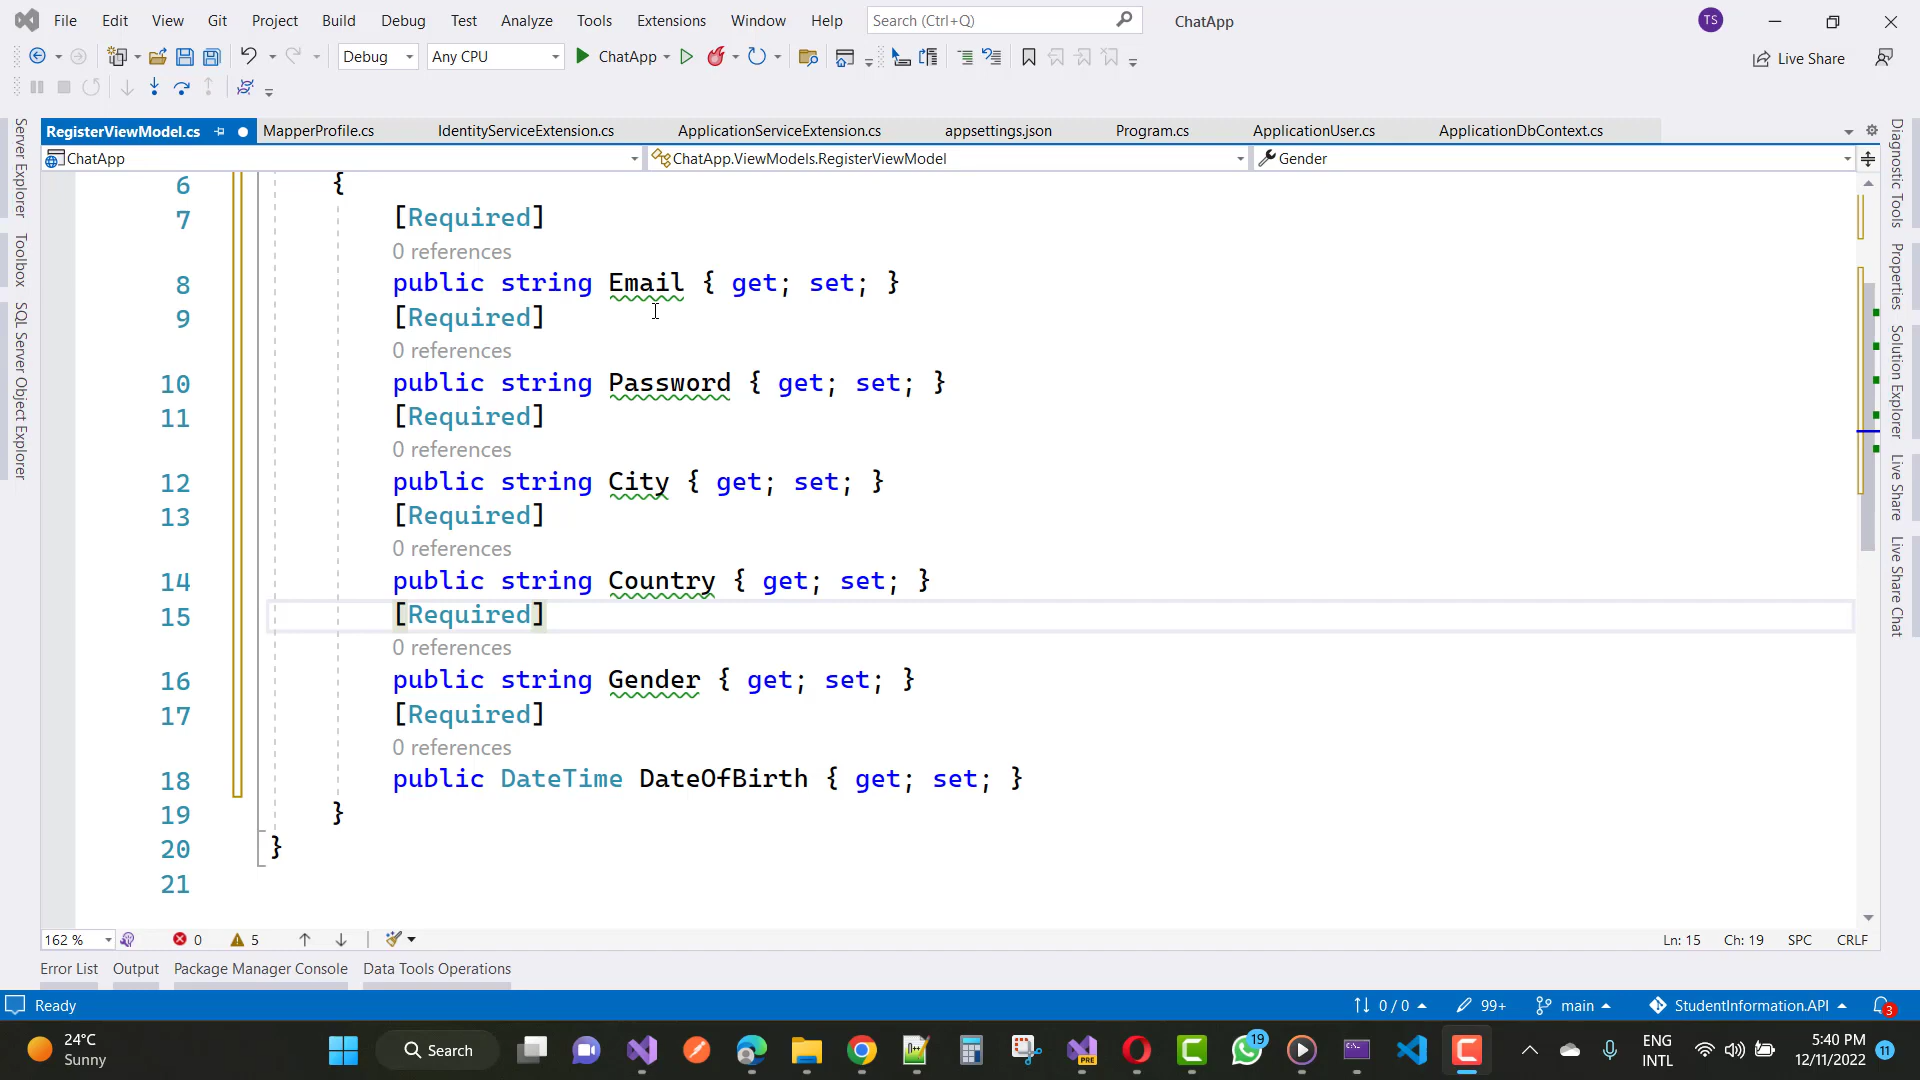 File Edit View Git Project Build Debug Test Analyze Tools Extensions Window Help Search (Ctrl+Q) ChatApp TS
Debug Any CPU ChatApp Live Share
RegisterViewModel.cs MapperProfile.cs IdentityServiceExtension.cs ApplicationServiceExtension.cs appsettings.json Program.cs ApplicationUser.cs ApplicationDbContext.cs
ChatApp ChatApp.ViewModels.RegisterViewModel Gender
Server Explorer
Toolbox
SQL Server Object Explorer
6 {
7 [Required]
0 references
8 public string Email { get; set; }
9 [Required]
0 references
10 public string Password { get; set; }
11 [Required]
0 references
12 public string City { get; set; }
13 [Required]
0 references
14 public string Country { get; set; }
15 [Required]
0 references
16 public string Gender { get; set; }
17 [Required]
0 references
18 public DateTime DateOfBirth { get; set; }
19 }
20 }
21
Diagnostic Tools
Properties
Solution Explorer
Live Share
Live Share Chat
162 % 0 5 Ln: 15 Ch: 19 SPC CRLF
Error List Output Package Manager Console Data Tools Operations
Ready 0 / 0 99+ main StudentInformation.API 3
24°C
Sunny
Search
PRE
19
ENG
INTL
5:40 PM
12/11/2022
11